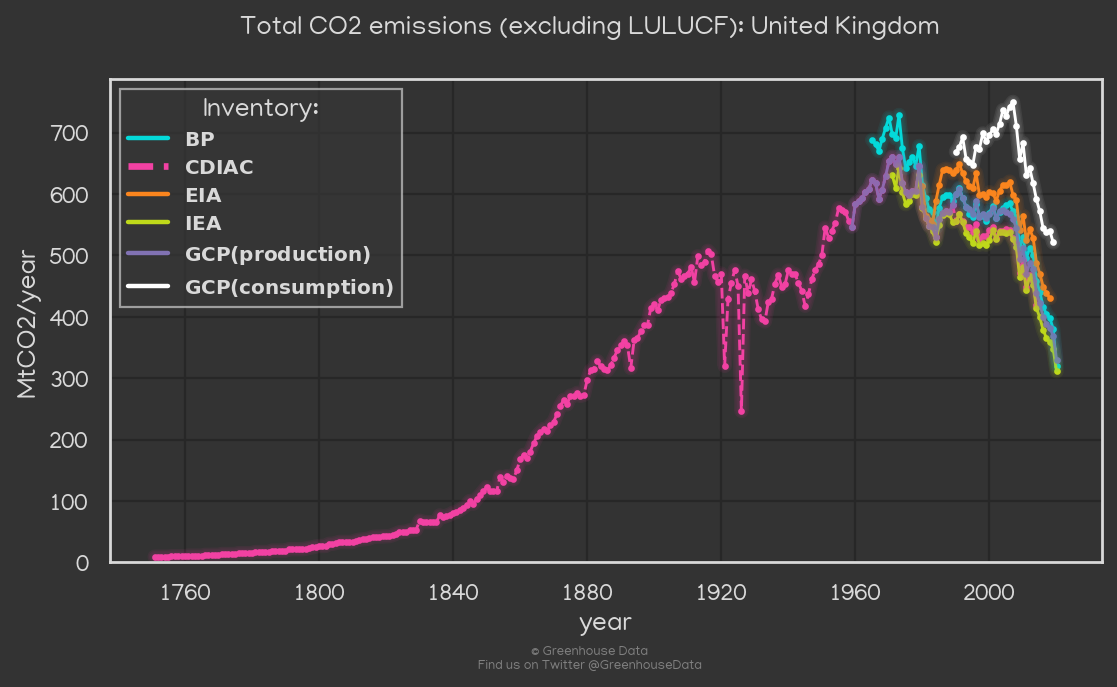 Total CO2 emissions (excluding LULUCF): United Kingdom
Inventory:
BP
CDIAC
EIA
IEA
GCP(production)
GCP(consumption)
MtCO2/year
700
600
500
400
300
200
100
0
1760 1800 1840 1880 1920 1960 2000
year
© Greenhouse Data
Find us on Twitter @GreenhouseData